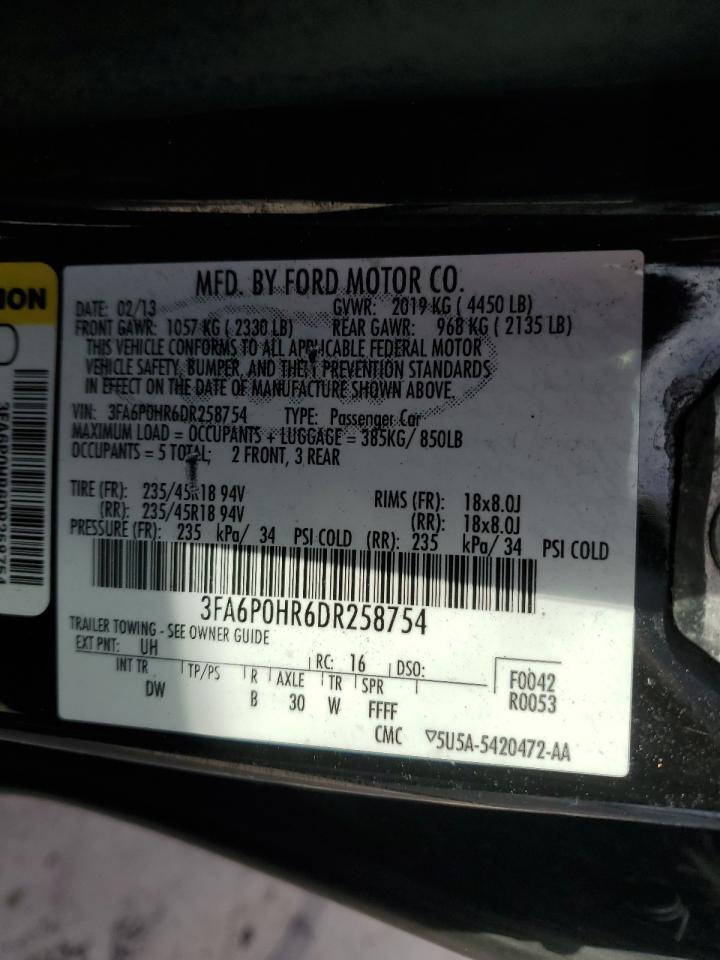 MFD. BY FORD MOTOR CO.
DATE: 02/13 GVWR: 2019 KG ( 4450 LB)
FRONT GAWR: 1057 KG ( 2330 LB) REAR GAWR: 968 KG ( 2135 LB)
THIS VEHICLE CONFORMS TO ALL APPLICABLE FEDERAL MOTOR
VEHICLE SAFETY, BUMPER, AND THEFT PREVENTION STANDARDS
IN EFFECT ON THE DATE OF MANUFACTURE SHOWN ABOVE.
VIN: 3FA6P0HR6DR258754 TYPE: Passenger Car
MAXIMUM LOAD = OCCUPANTS + LUGGAGE = 385KG/ 850LB
OCCUPANTS = 5 TOTAL; 2 FRONT, 3 REAR
TIRE (FR): 235/45R18 94V RIMS (FR): 18x8.0J
(RR): 235/45R18 94V (RR): 18x8.0J
PRESSURE (FR): 235 kPa/ 34 PSI COLD (RR): 235 kPa/ 34 PSI COLD
3FA6P0HR6DR258754
TRAILER TOWING - SEE OWNER GUIDE
EXT PNT: UH RC: 16 DSO:
INT TR TP/PS R AXLE TR SPR F0042
DW B 30 W FFFF R0053
CMC ▽5U5A-5420472-AA
ION
3FA6P0HR6DR258754